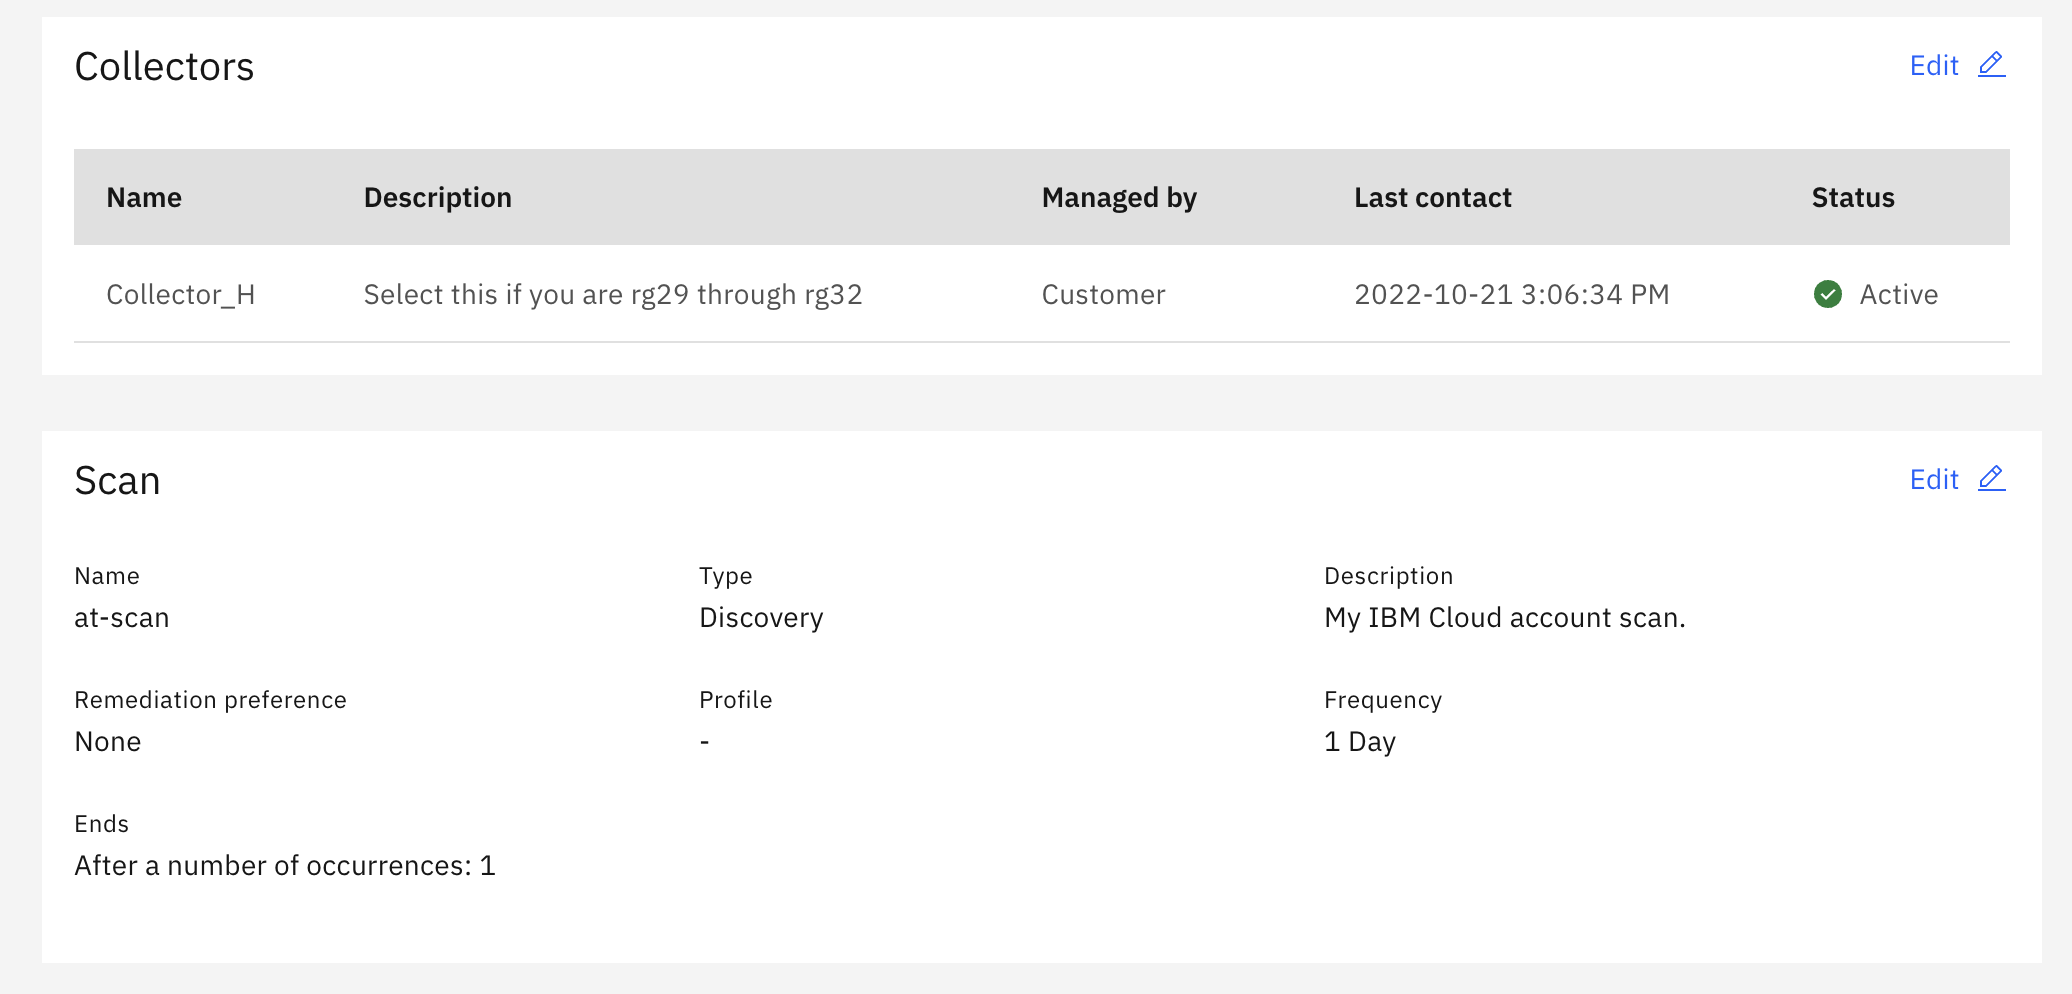 Collectors
Edit
Name Description Managed by Last contact Status
Collector_H Select this if you are rg29 through rg32 Customer 2022-10-21 3:06:34 PM Active
Scan
Edit
Name Type Description
at-scan Discovery My IBM Cloud account scan.
Remediation preference Profile Frequency
None - 1 Day
Ends
After a number of occurrences: 1